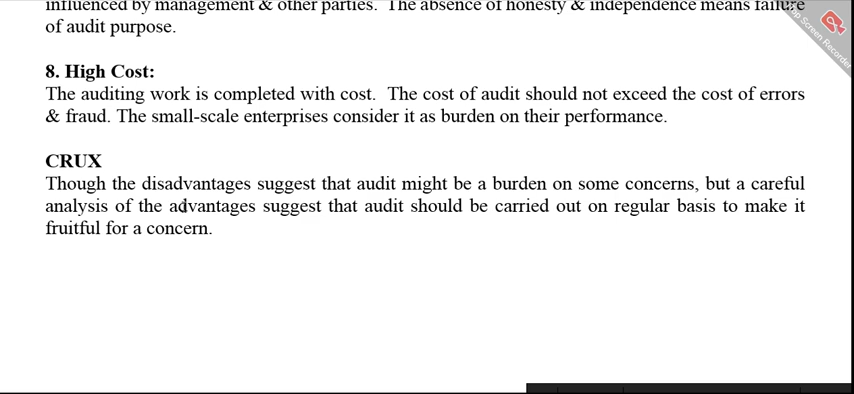 influenced by management & other parties. The absence of honesty & independence means failure
of audit purpose.
8. High Cost:
The auditing work is completed with cost. The cost of audit should not exceed the cost of errors
& fraud. The small-scale enterprises consider it as burden on their performance.
CRUX
Though the disadvantages suggest that audit might be a burden on some concerns, but a careful
analysis of the advantages suggest that audit should be carried out on regular basis to make it
fruitful for a concern.
Screen Recorder